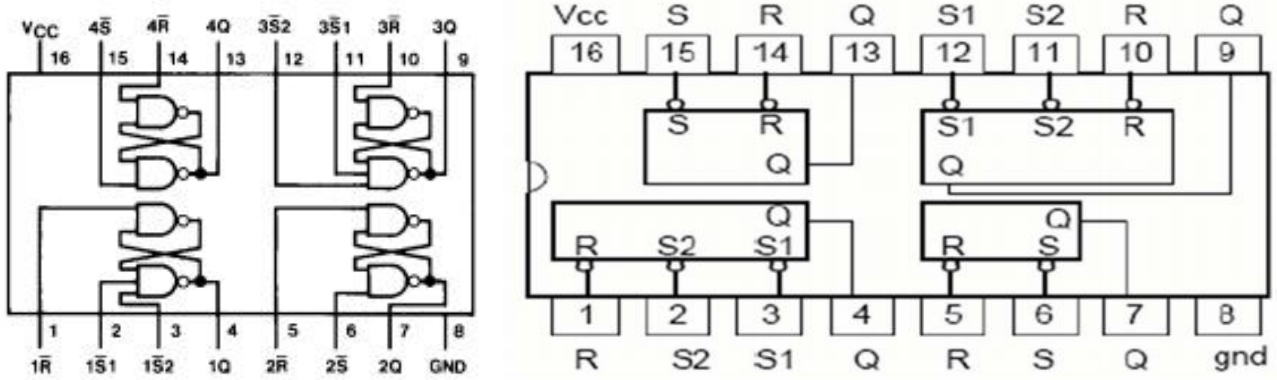 VCC 4S̅ 4R̅ 4Q 3S̅2 3S̅1 3R̅ 3Q
16 15 14 13 12 11 10 9
1 2 3 4 5 6 7 8
1R̅ 1S̅1 1S̅2 1Q 2R̅ 2S̅ 2Q GND
Vcc S R Q S1 S2 R Q
16 15 14 13 12 11 10 9
S R S1 S2 R
Q Q
Q Q
R S2 S1 R S
1 2 3 4 5 6 7 8
R S2 S1 Q R S Q gnd